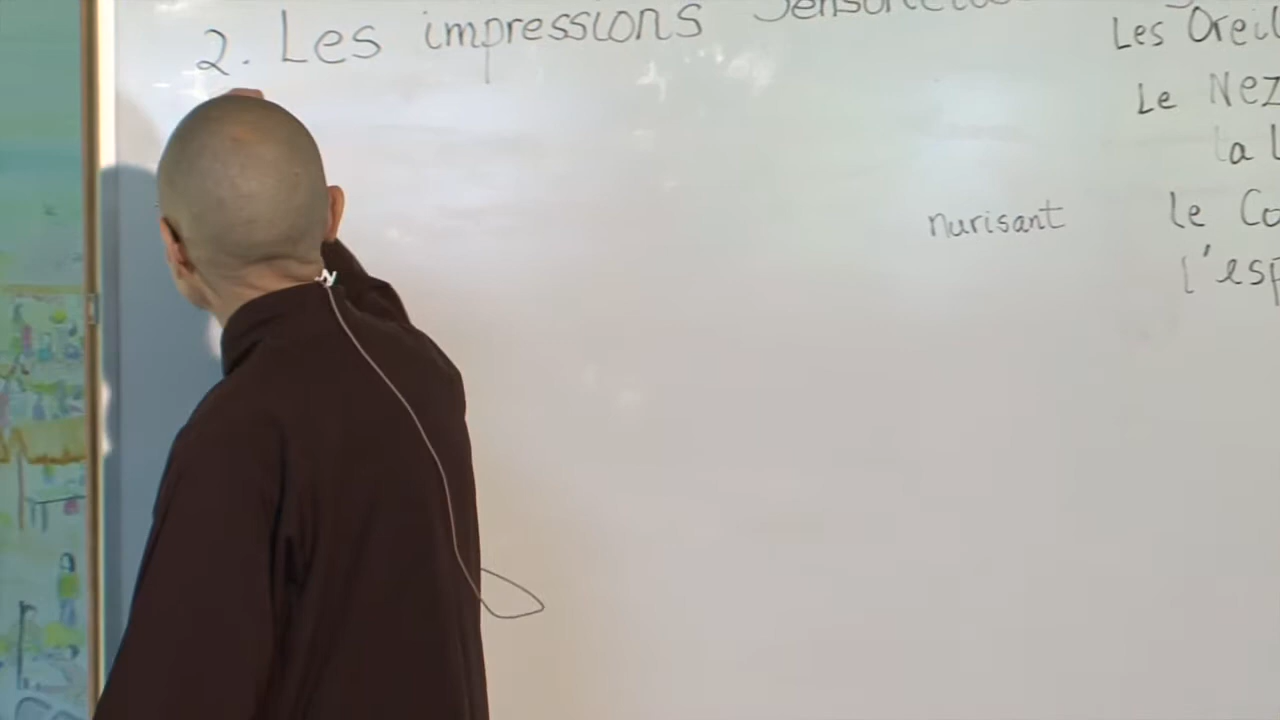 2. Les impressions Sensorielles
Les Oreil
Le Nez
la l
nurisant le Co
l'esp